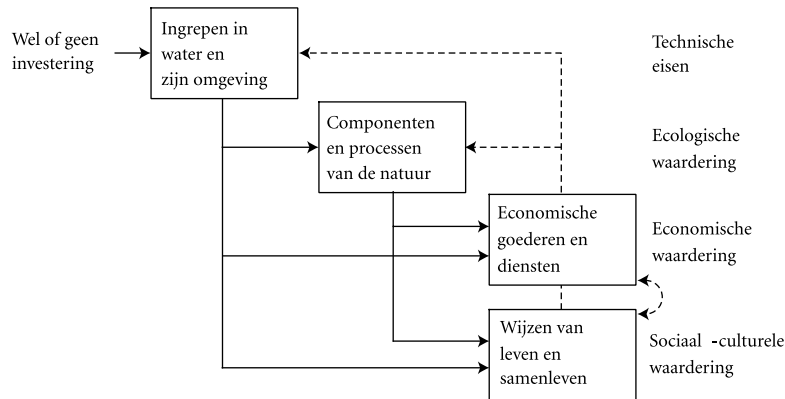 Wel of geen
investering
Ingrepen in
water en
zijn omgeving
Technische
eisen
Componenten
en processen
van de natuur
Ecologische
waardering
Economische
goederen en
diensten
Economische
waardering
Wijzen van
leven en
samenleven
Sociaal -culturele
waardering